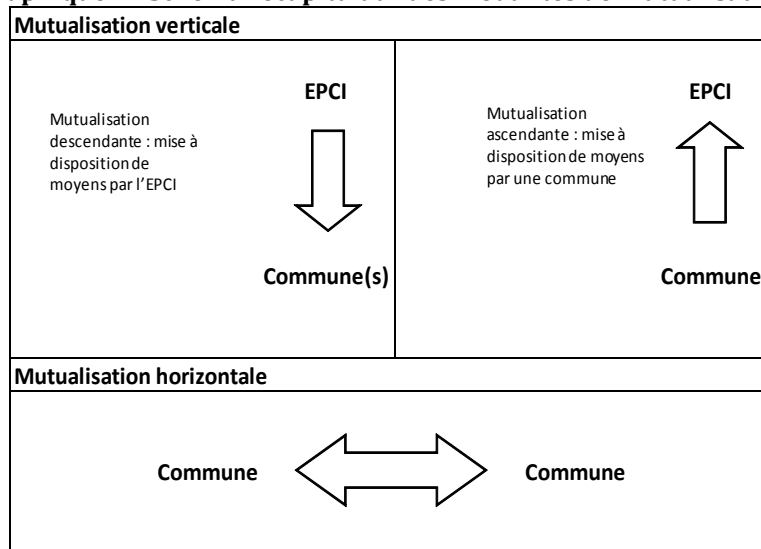 Mutualisation verticale
EPCI
Mutualisation
descendante : mise à
disposition de
moyens par l'EPCI
Commune(s)
EPCI
Mutualisation
ascendante : mise à
disposition de moyens
par une commune
Commune
Mutualisation horizontale
Commune
Commune